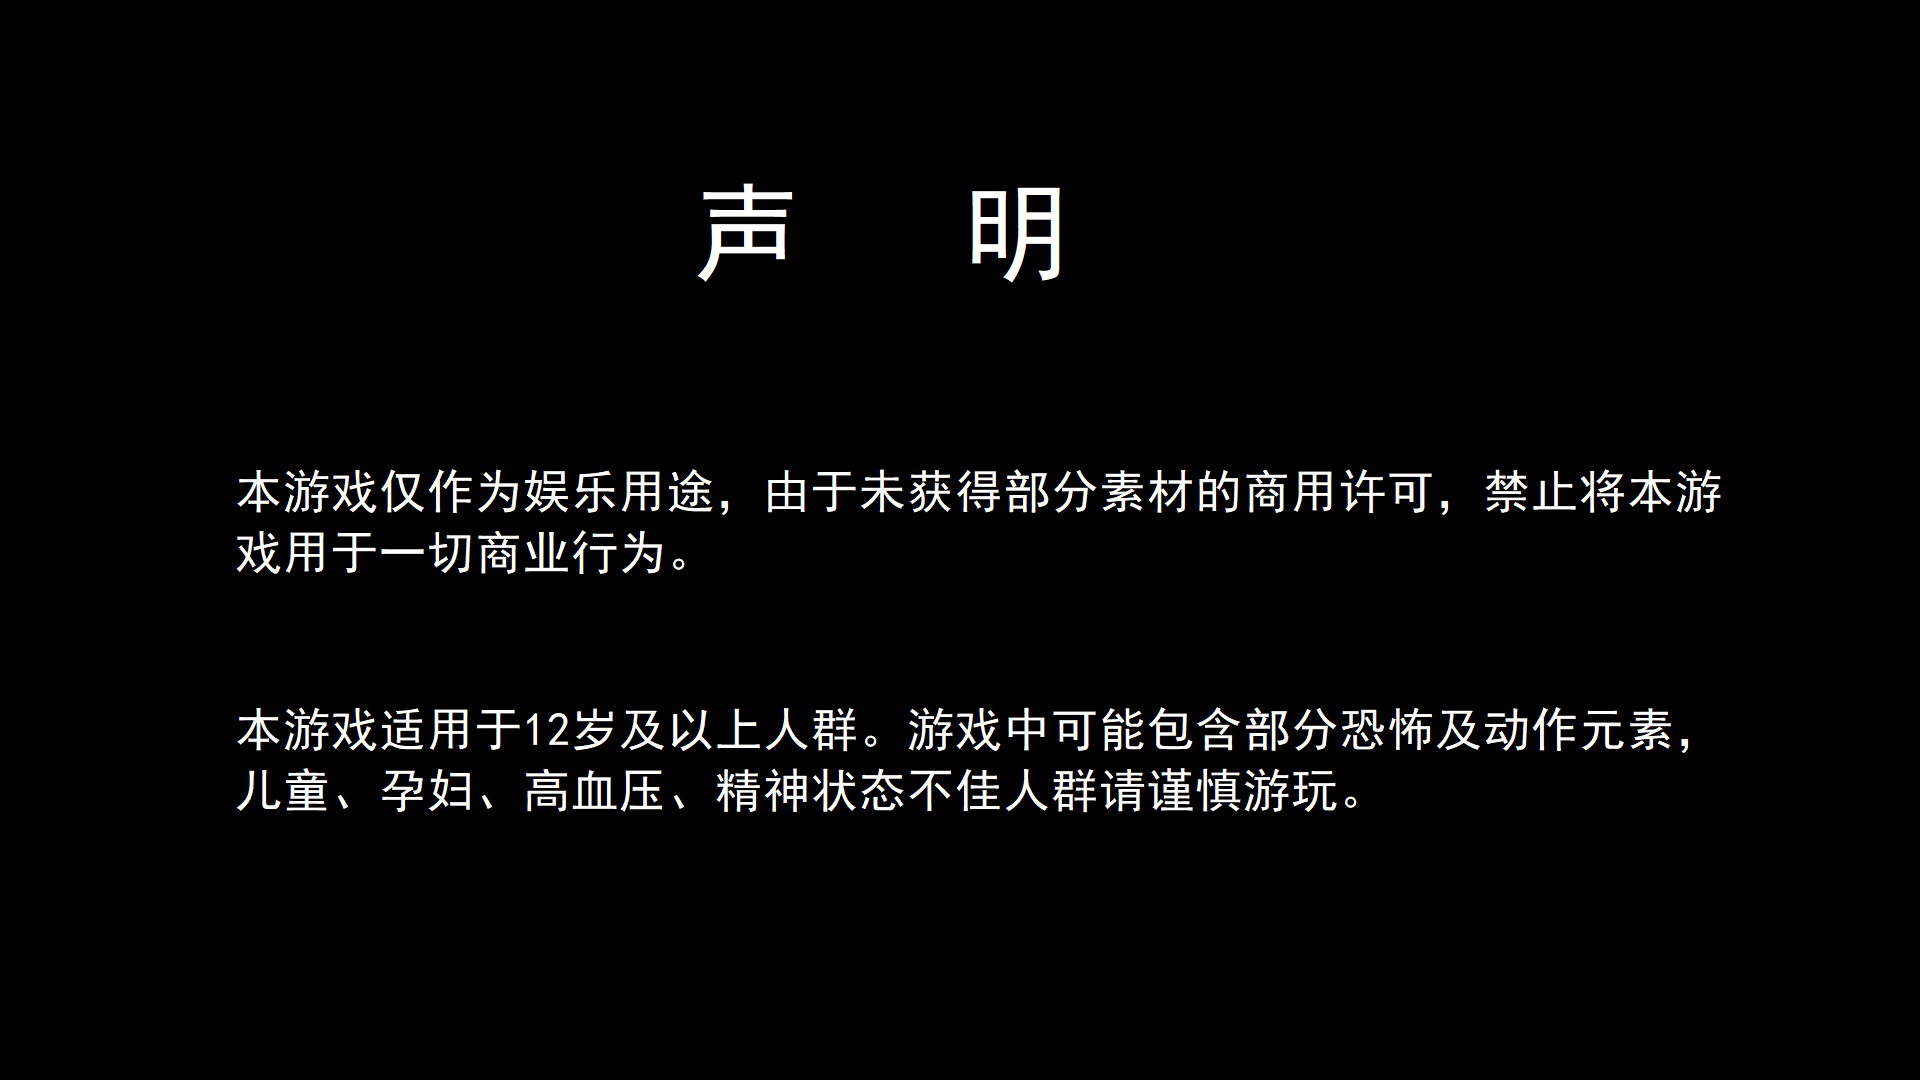 声 明
本游戏仅作为娱乐用途，由于未获得部分素材的商用许可，禁止将本游
戏用于一切商业行为。
本游戏适用于12岁及以上人群。游戏中可能包含部分恐怖及动作元素，
儿童、孕妇、高血压、精神状态不佳人群请谨慎游玩。